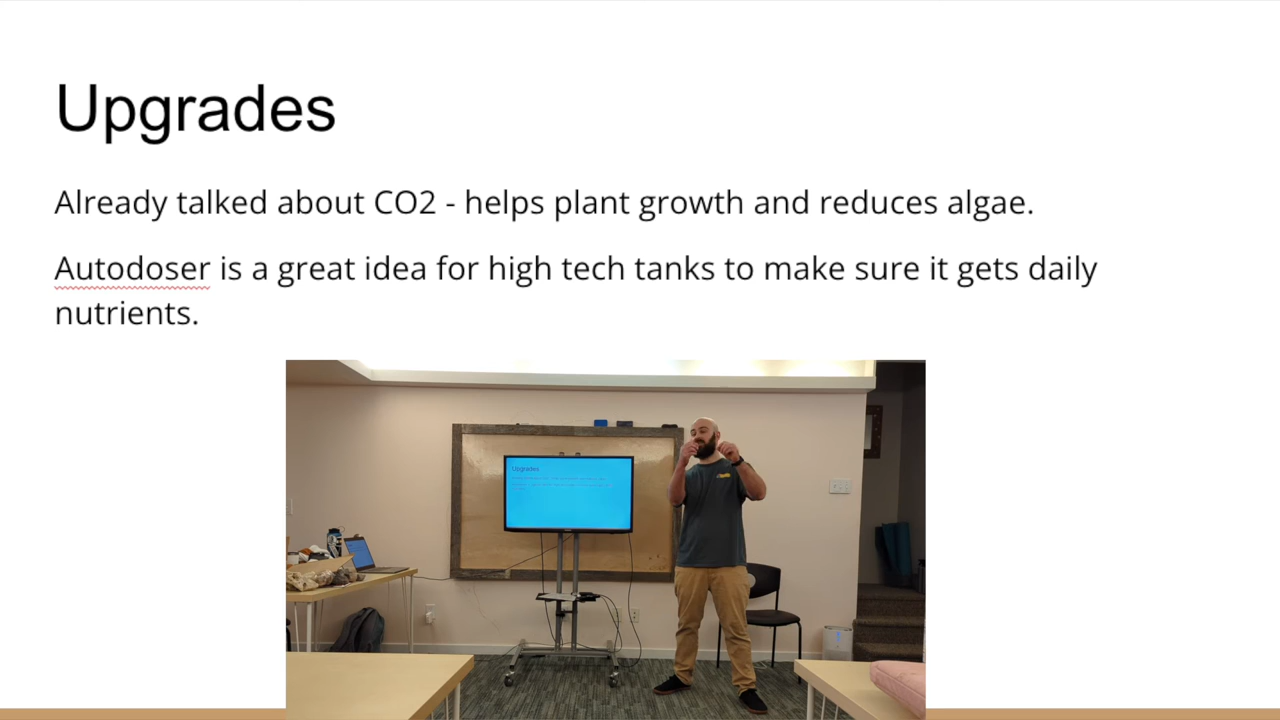 Upgrades
Already talked about CO2 - helps plant growth and reduces algae.
Autodoser is a great idea for high tech tanks to make sure it gets daily
nutrients.
Upgrades